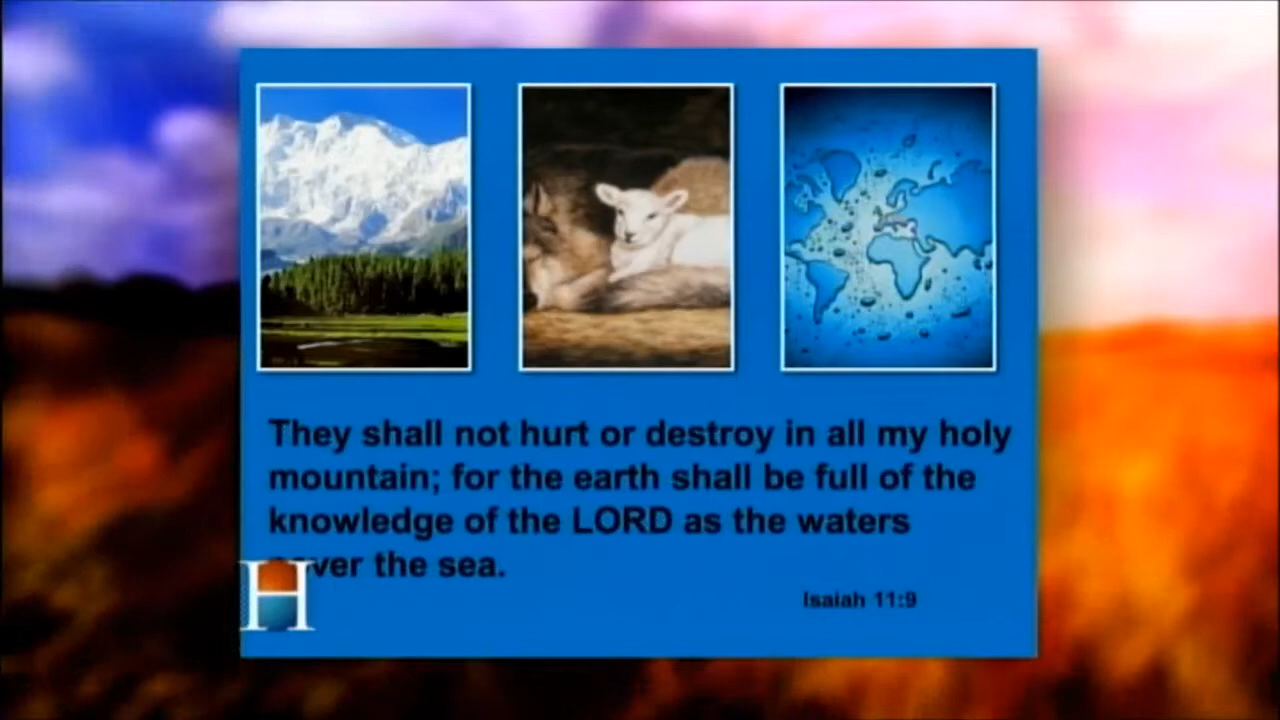 They shall not hurt or destroy in all my holy
mountain; for the earth shall be full of the
knowledge of the LORD as the waters
the sea.
Isaiah 11:9
H